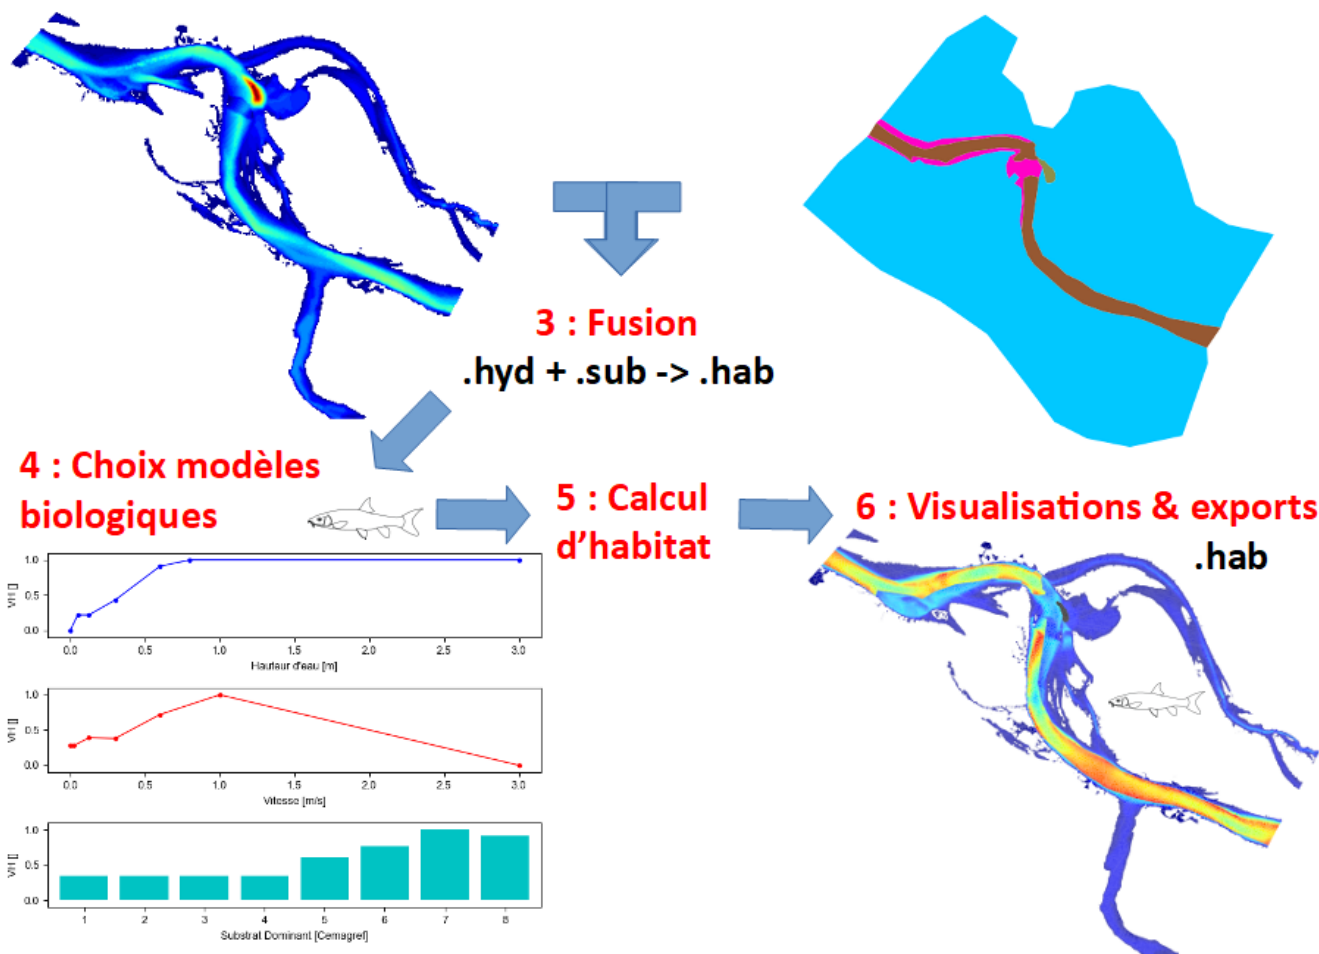 3 : Fusion
.hyd + .sub -> .hab
4 : Choix modèles
biologiques
5 : Calcul
d'habitat
6 : Visualisations & exports
.hab
VH []
1.0
0.5
0.0
0.0 0.5 1.0 1.5 2.0 2.5 3.0
Hauteur d'eau [m]
VH []
1.0
0.5
0.0
0.0 0.5 1.0 1.5 2.0 2.5 3.0
Vitesse [m/s]
VH []
1.0
0.5
0.0
1 2 3 4 5 6 7 8
Substrat Dominant [Cemagref]